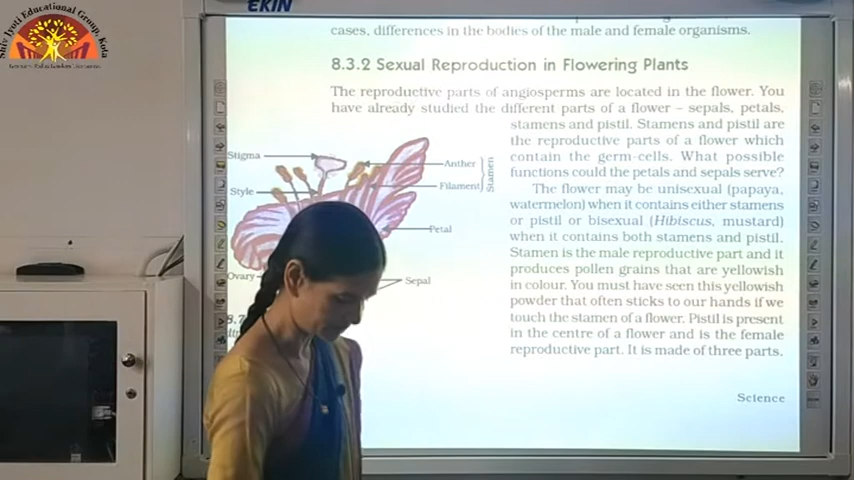 EKIN
Shiv Jyoti Educational Group, Kota
cases, differences in the bodies of the male and female organisms.
8.3.2 Sexual Reproduction in Flowering Plants
The reproductive parts of angiosperms are located in the flower. You
have already studied the different parts of a flower – sepals, petals,
stamens and pistil. Stamens and pistil are
the reproductive parts of a flower which
contain the germ-cells. What possible
functions could the petals and sepals serve?
The flower may be unisexual (papaya,
watermelon) when it contains either stamens
or pistil or bisexual (Hibiscus, mustard)
when it contains both stamens and pistil.
Stamen is the male reproductive part and it
produces pollen grains that are yellowish
in colour. You must have seen this yellowish
powder that often sticks to our hands if we
touch the stamen of a flower. Pistil is present
in the centre of a flower and is the female
reproductive part. It is made of three parts.
Stigma
Anther
Stamen
Style
Filament
Petal
Ovary
Sepal
8.7
Science